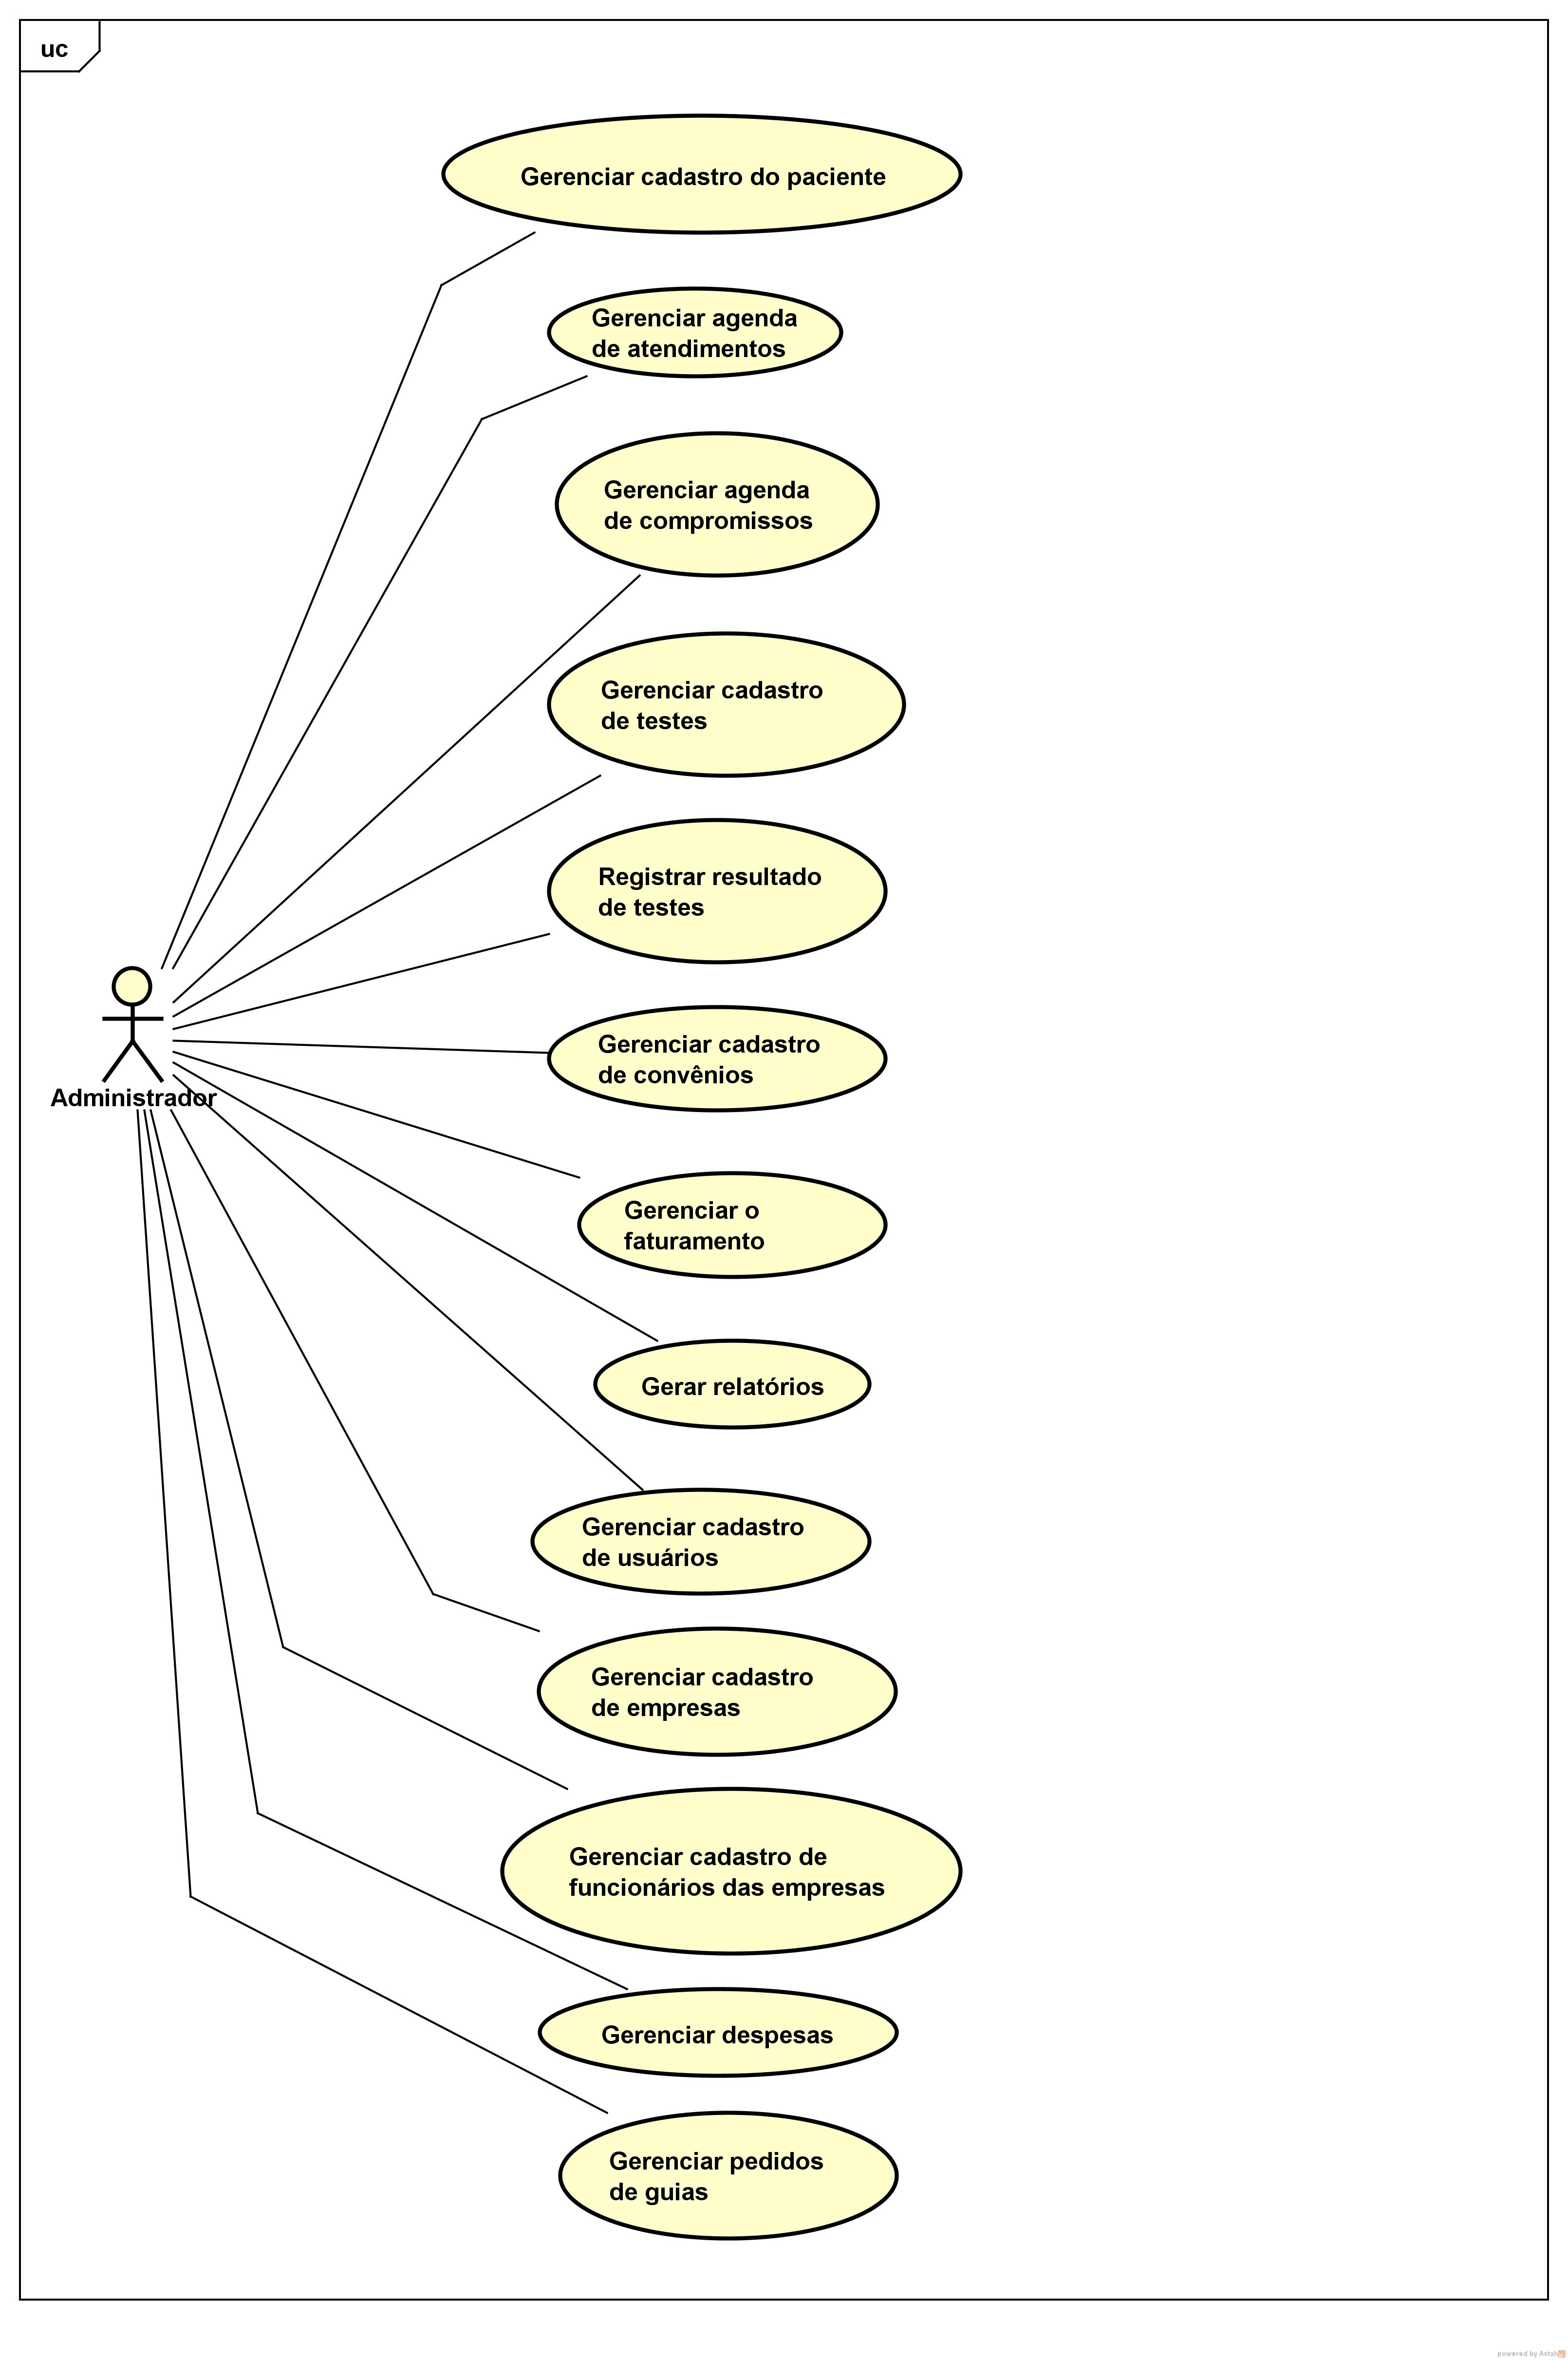 uc
Gerenciar cadastro do paciente
Gerenciar agenda
de atendimentos
Gerenciar agenda
de compromissos
Gerenciar cadastro
de testes
Registrar resultado
de testes
Gerenciar cadastro
de convênios
Administrador
Gerenciar o
faturamento
Gerar relatórios
Gerenciar cadastro
de usuários
Gerenciar cadastro
de empresas
Gerenciar cadastro de
funcionários das empresas
Gerenciar despesas
Gerenciar pedidos
de guias
powered by Astah